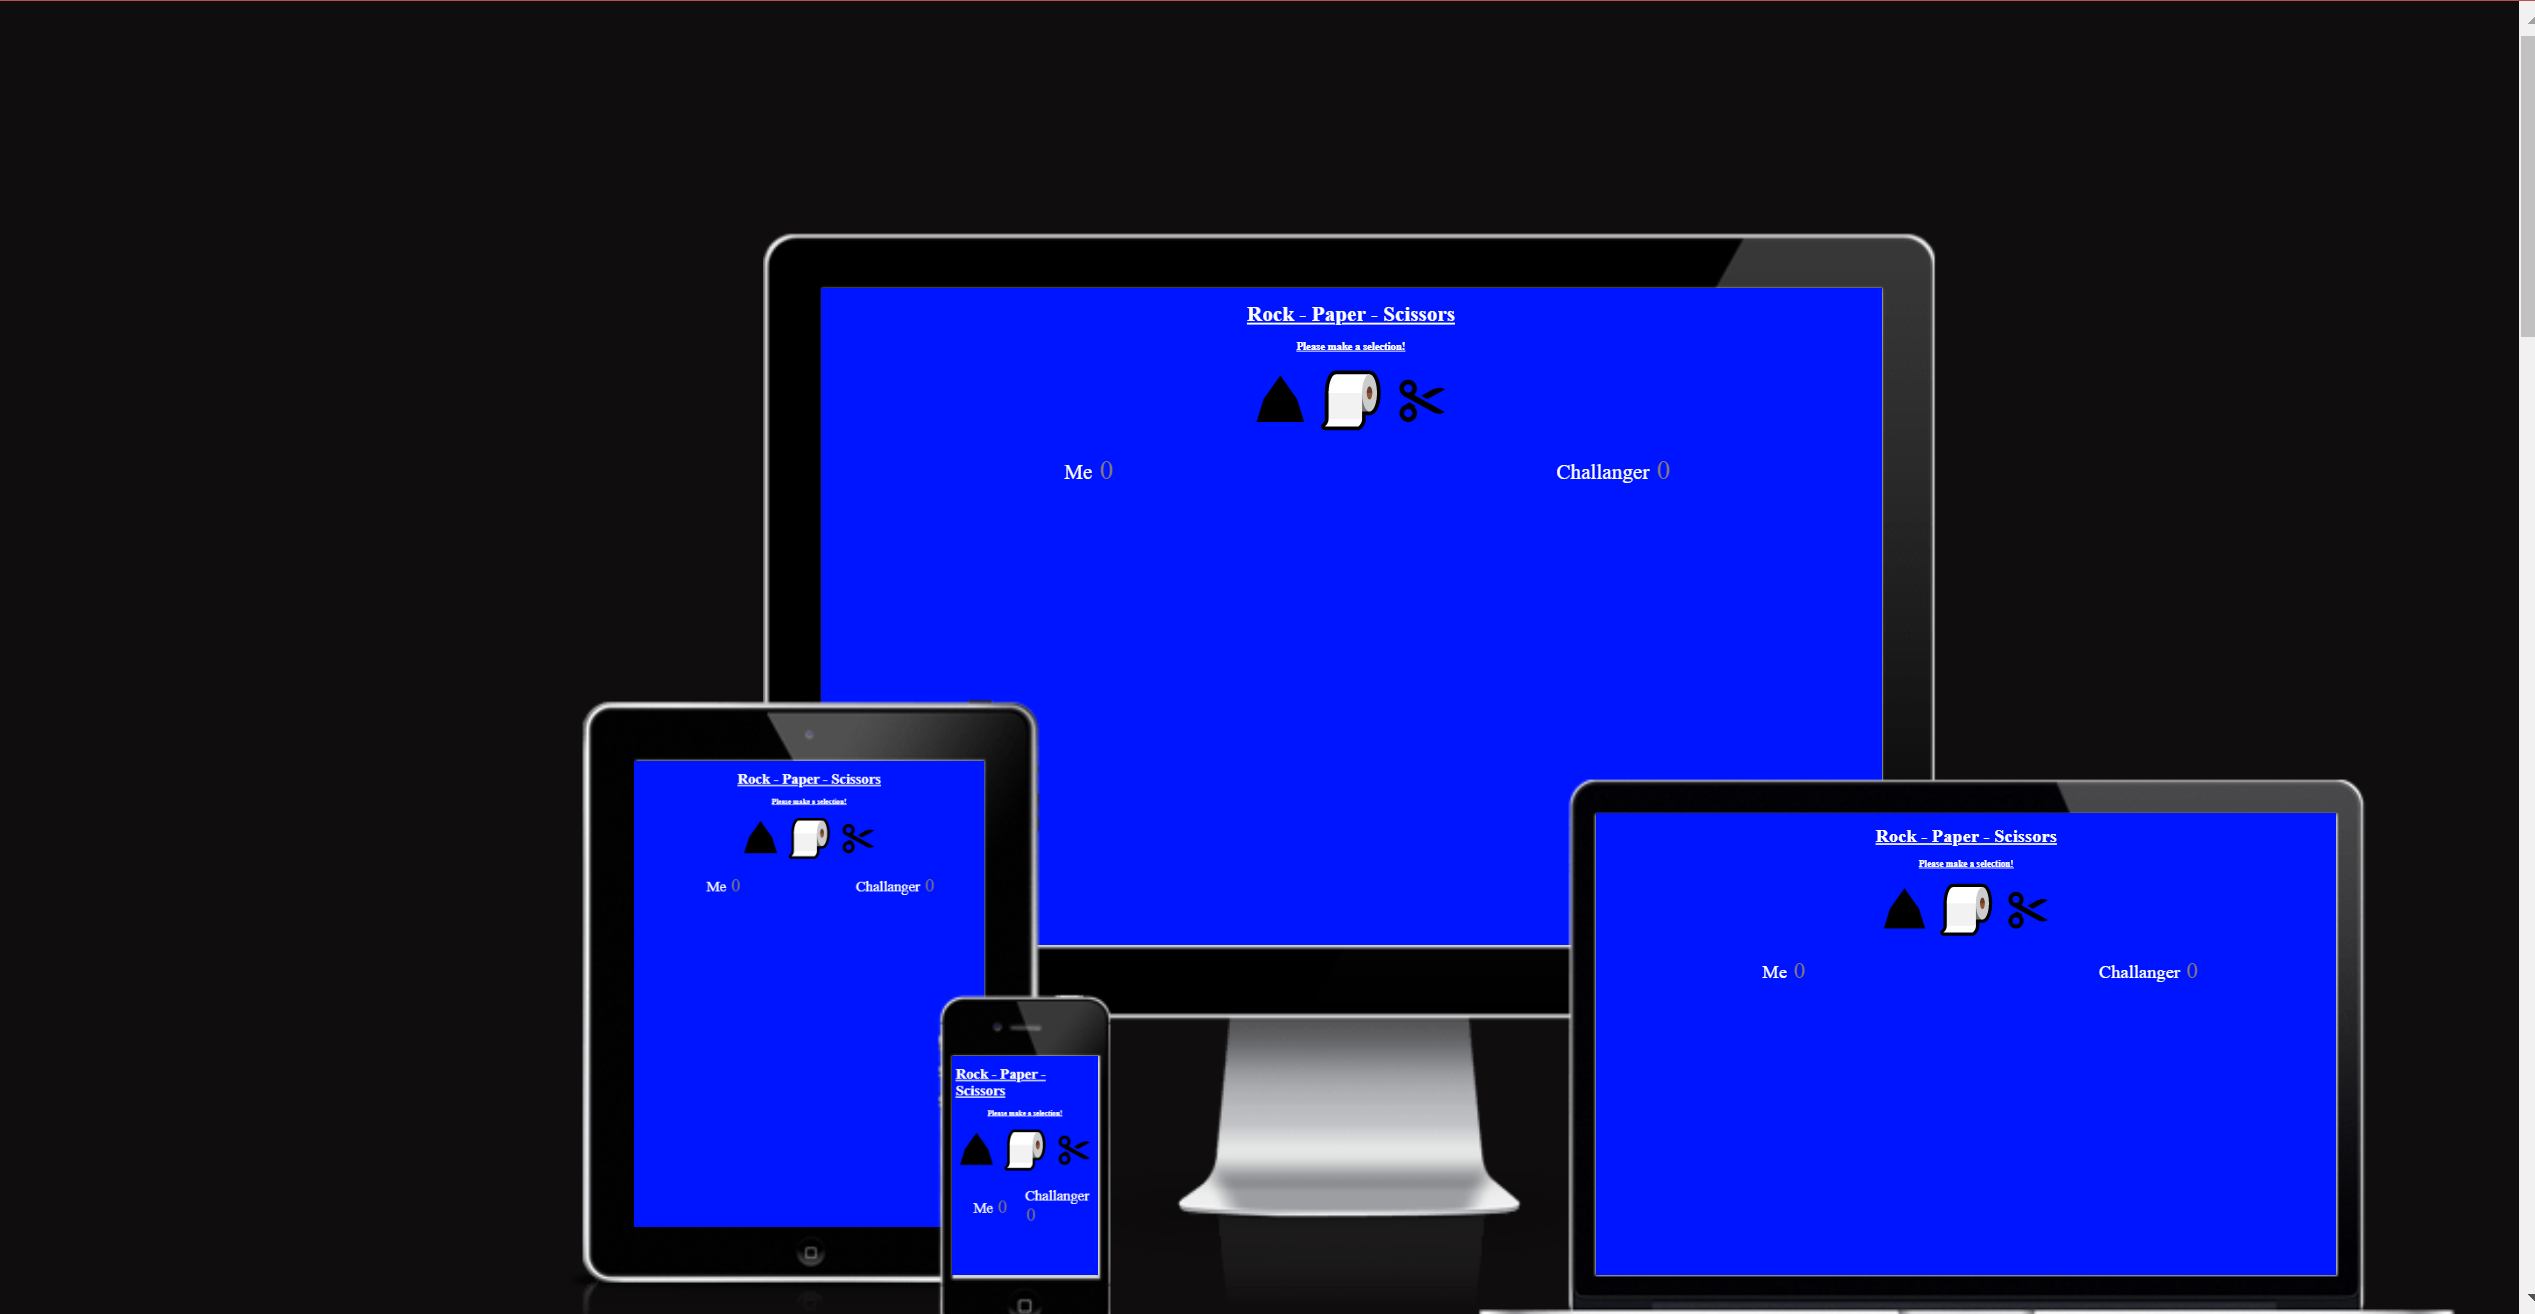 Rock - Paper - Scissors
Please make a selection!
Me 0
Challanger 0
Rock - Paper - Scissors
Please make a selection!
Me 0
Challanger 0
Rock - Paper -
Scissors
Please make a selection!
Me 0
Challanger
0
Rock - Paper - Scissors
Please make a selection!
Me 0
Challanger 0